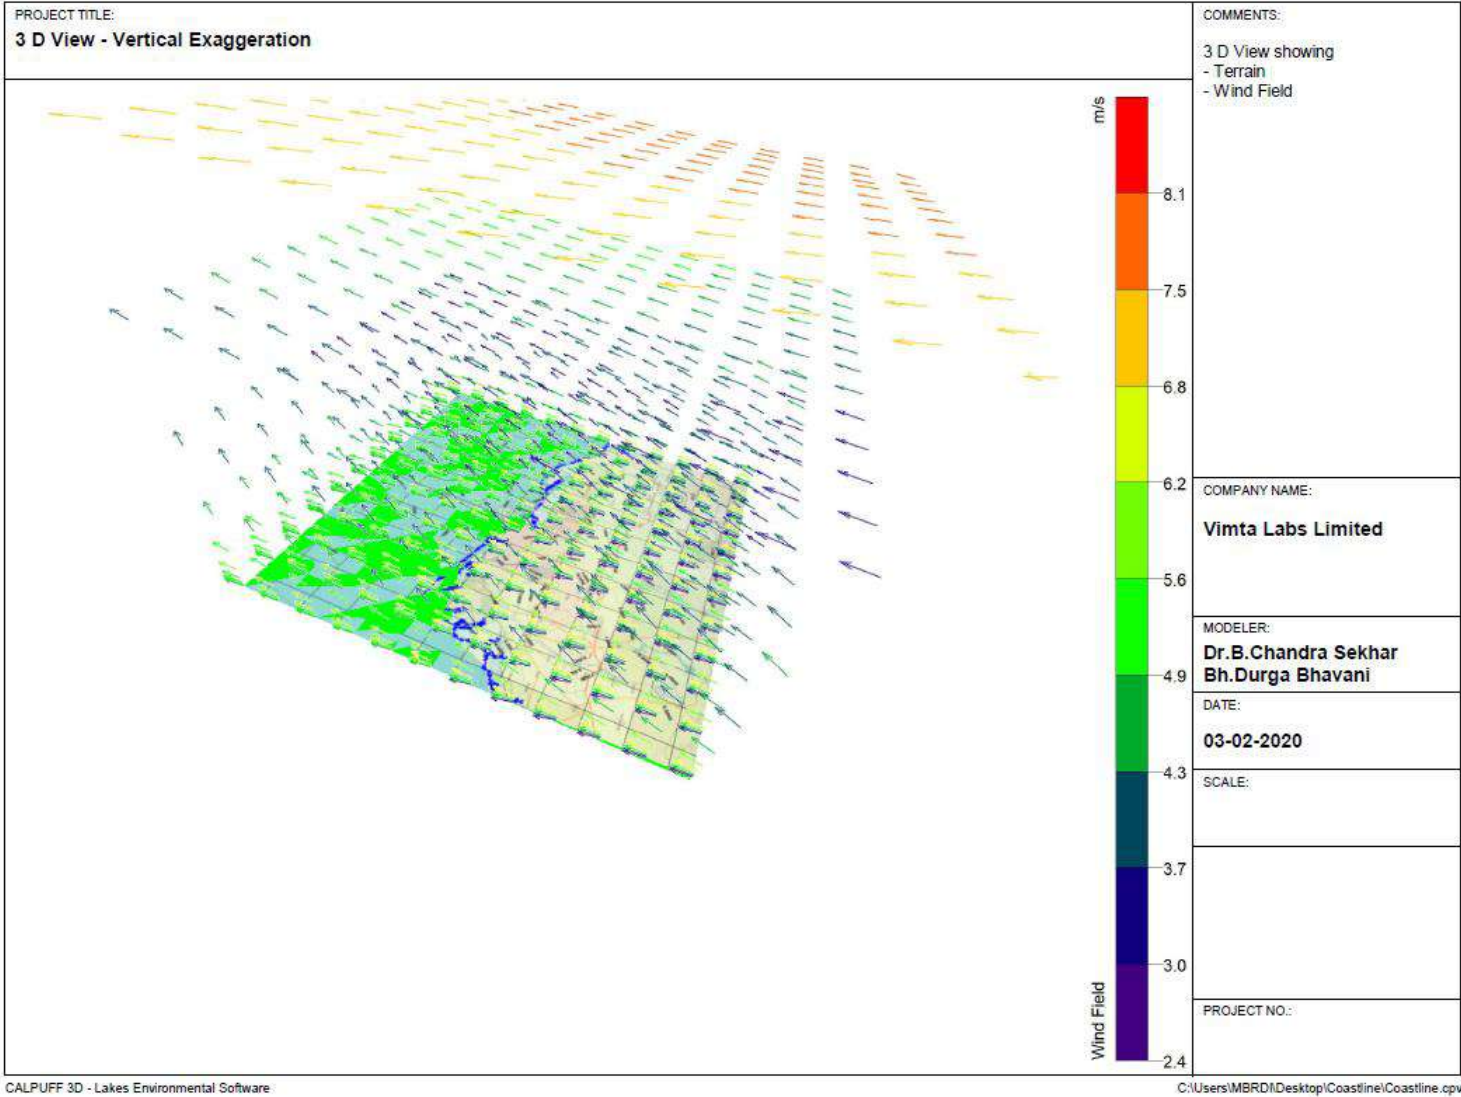 PROJECT TITLE:
3 D View - Vertical Exaggeration
COMMENTS:
3 D View showing
- Terrain
- Wind Field
m/s
8.1
7.5
6.8
6.2
5.6
4.9
4.3
3.7
3.0
2.4
Wind Field
COMPANY NAME:
Vimta Labs Limited
MODELER:
Dr.B.Chandra Sekhar
Bh.Durga Bhavani
DATE:
03-02-2020
SCALE:
PROJECT NO.:
CALPUFF 3D - Lakes Environmental Software
C:\Users\MBRDI\Desktop\Coastline\Coastline.cpv